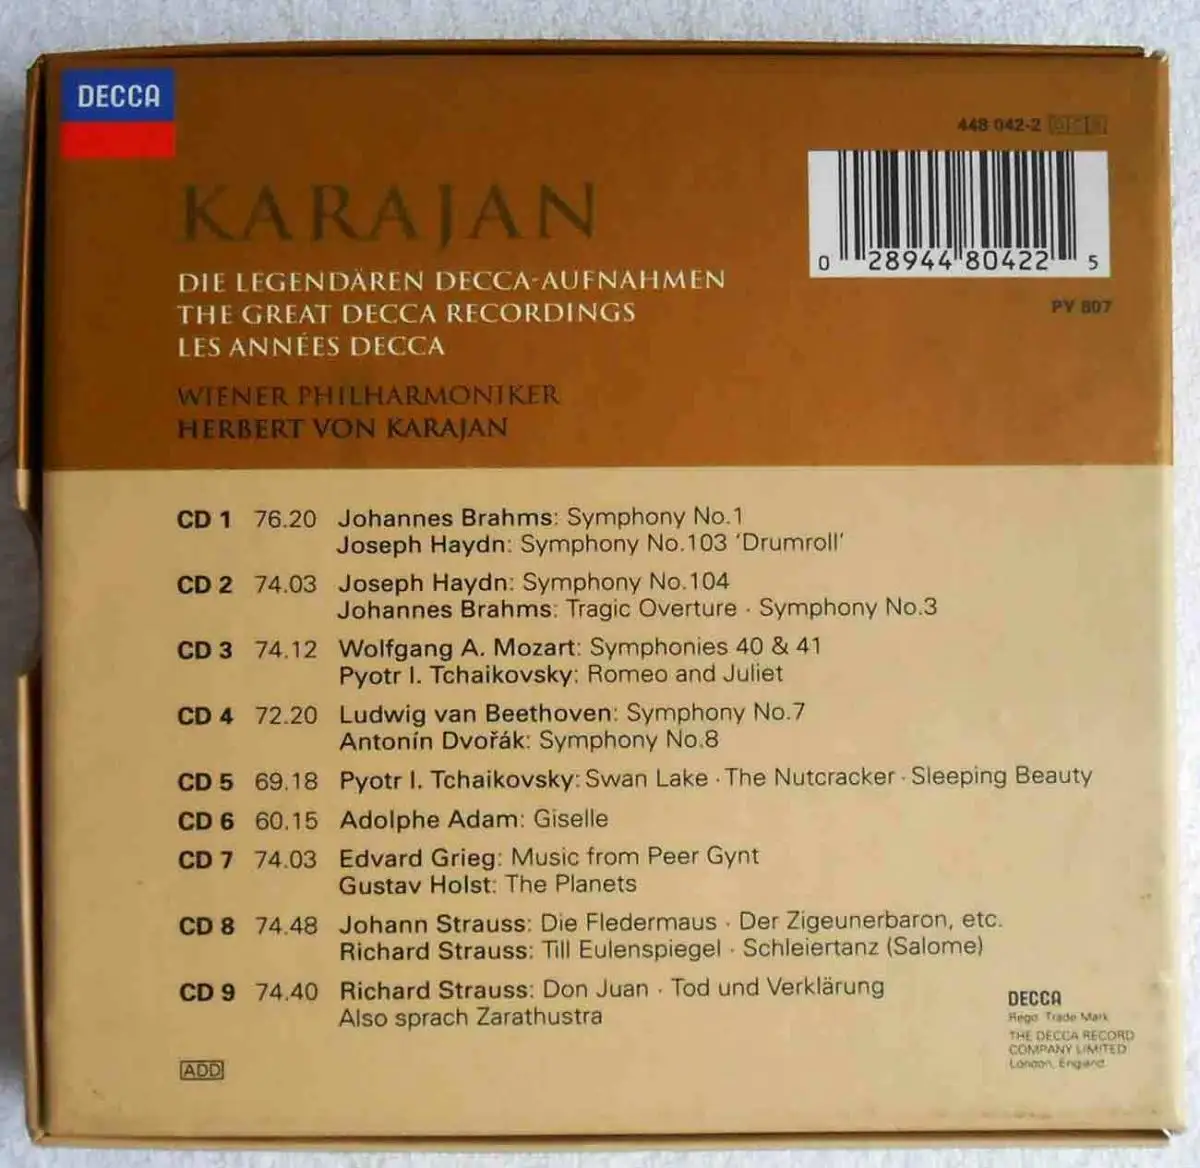 DECCA
448 042-2
0 28944 80422 5
PY 807
KARAJAN
DIE LEGENDÄREN DECCA-AUFNAHMEN
THE GREAT DECCA RECORDINGS
LES ANNÉES DECCA
WIENER PHILHARMONIKER
HERBERT VON KARAJAN
CD 1 76.20 Johannes Brahms: Symphony No.1
Joseph Haydn: Symphony No.103 'Drumroll'
CD 2 74.03 Joseph Haydn: Symphony No.104
Johannes Brahms: Tragic Overture · Symphony No.3
CD 3 74.12 Wolfgang A. Mozart: Symphonies 40 & 41
Pyotr I. Tchaikovsky: Romeo and Juliet
CD 4 72.20 Ludwig van Beethoven: Symphony No.7
Antonín Dvořák: Symphony No.8
CD 5 69.18 Pyotr I. Tchaikovsky: Swan Lake · The Nutcracker · Sleeping Beauty
CD 6 60.15 Adolphe Adam: Giselle
CD 7 74.03 Edvard Grieg: Music from Peer Gynt
Gustav Holst: The Planets
CD 8 74.48 Johann Strauss: Die Fledermaus · Der Zigeunerbaron, etc.
Richard Strauss: Till Eulenspiegel · Schleiertanz (Salome)
CD 9 74.40 Richard Strauss: Don Juan · Tod und Verklärung
Also sprach Zarathustra
ADD
DECCA
Regd. Trade Mark
THE DECCA RECORD
COMPANY LIMITED
London, England